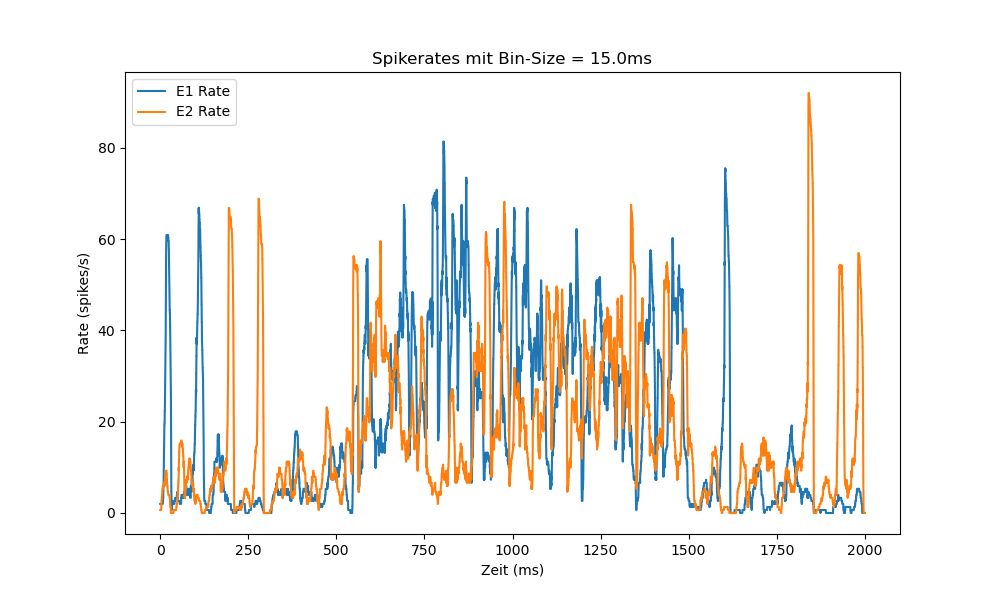 Spikerates mit Bin-Size = 15.0ms
E1 Rate
E2 Rate
Rate (spikes/s)
80
60
40
20
0
0 250 500 750 1000 1250 1500 1750 2000
Zeit (ms)